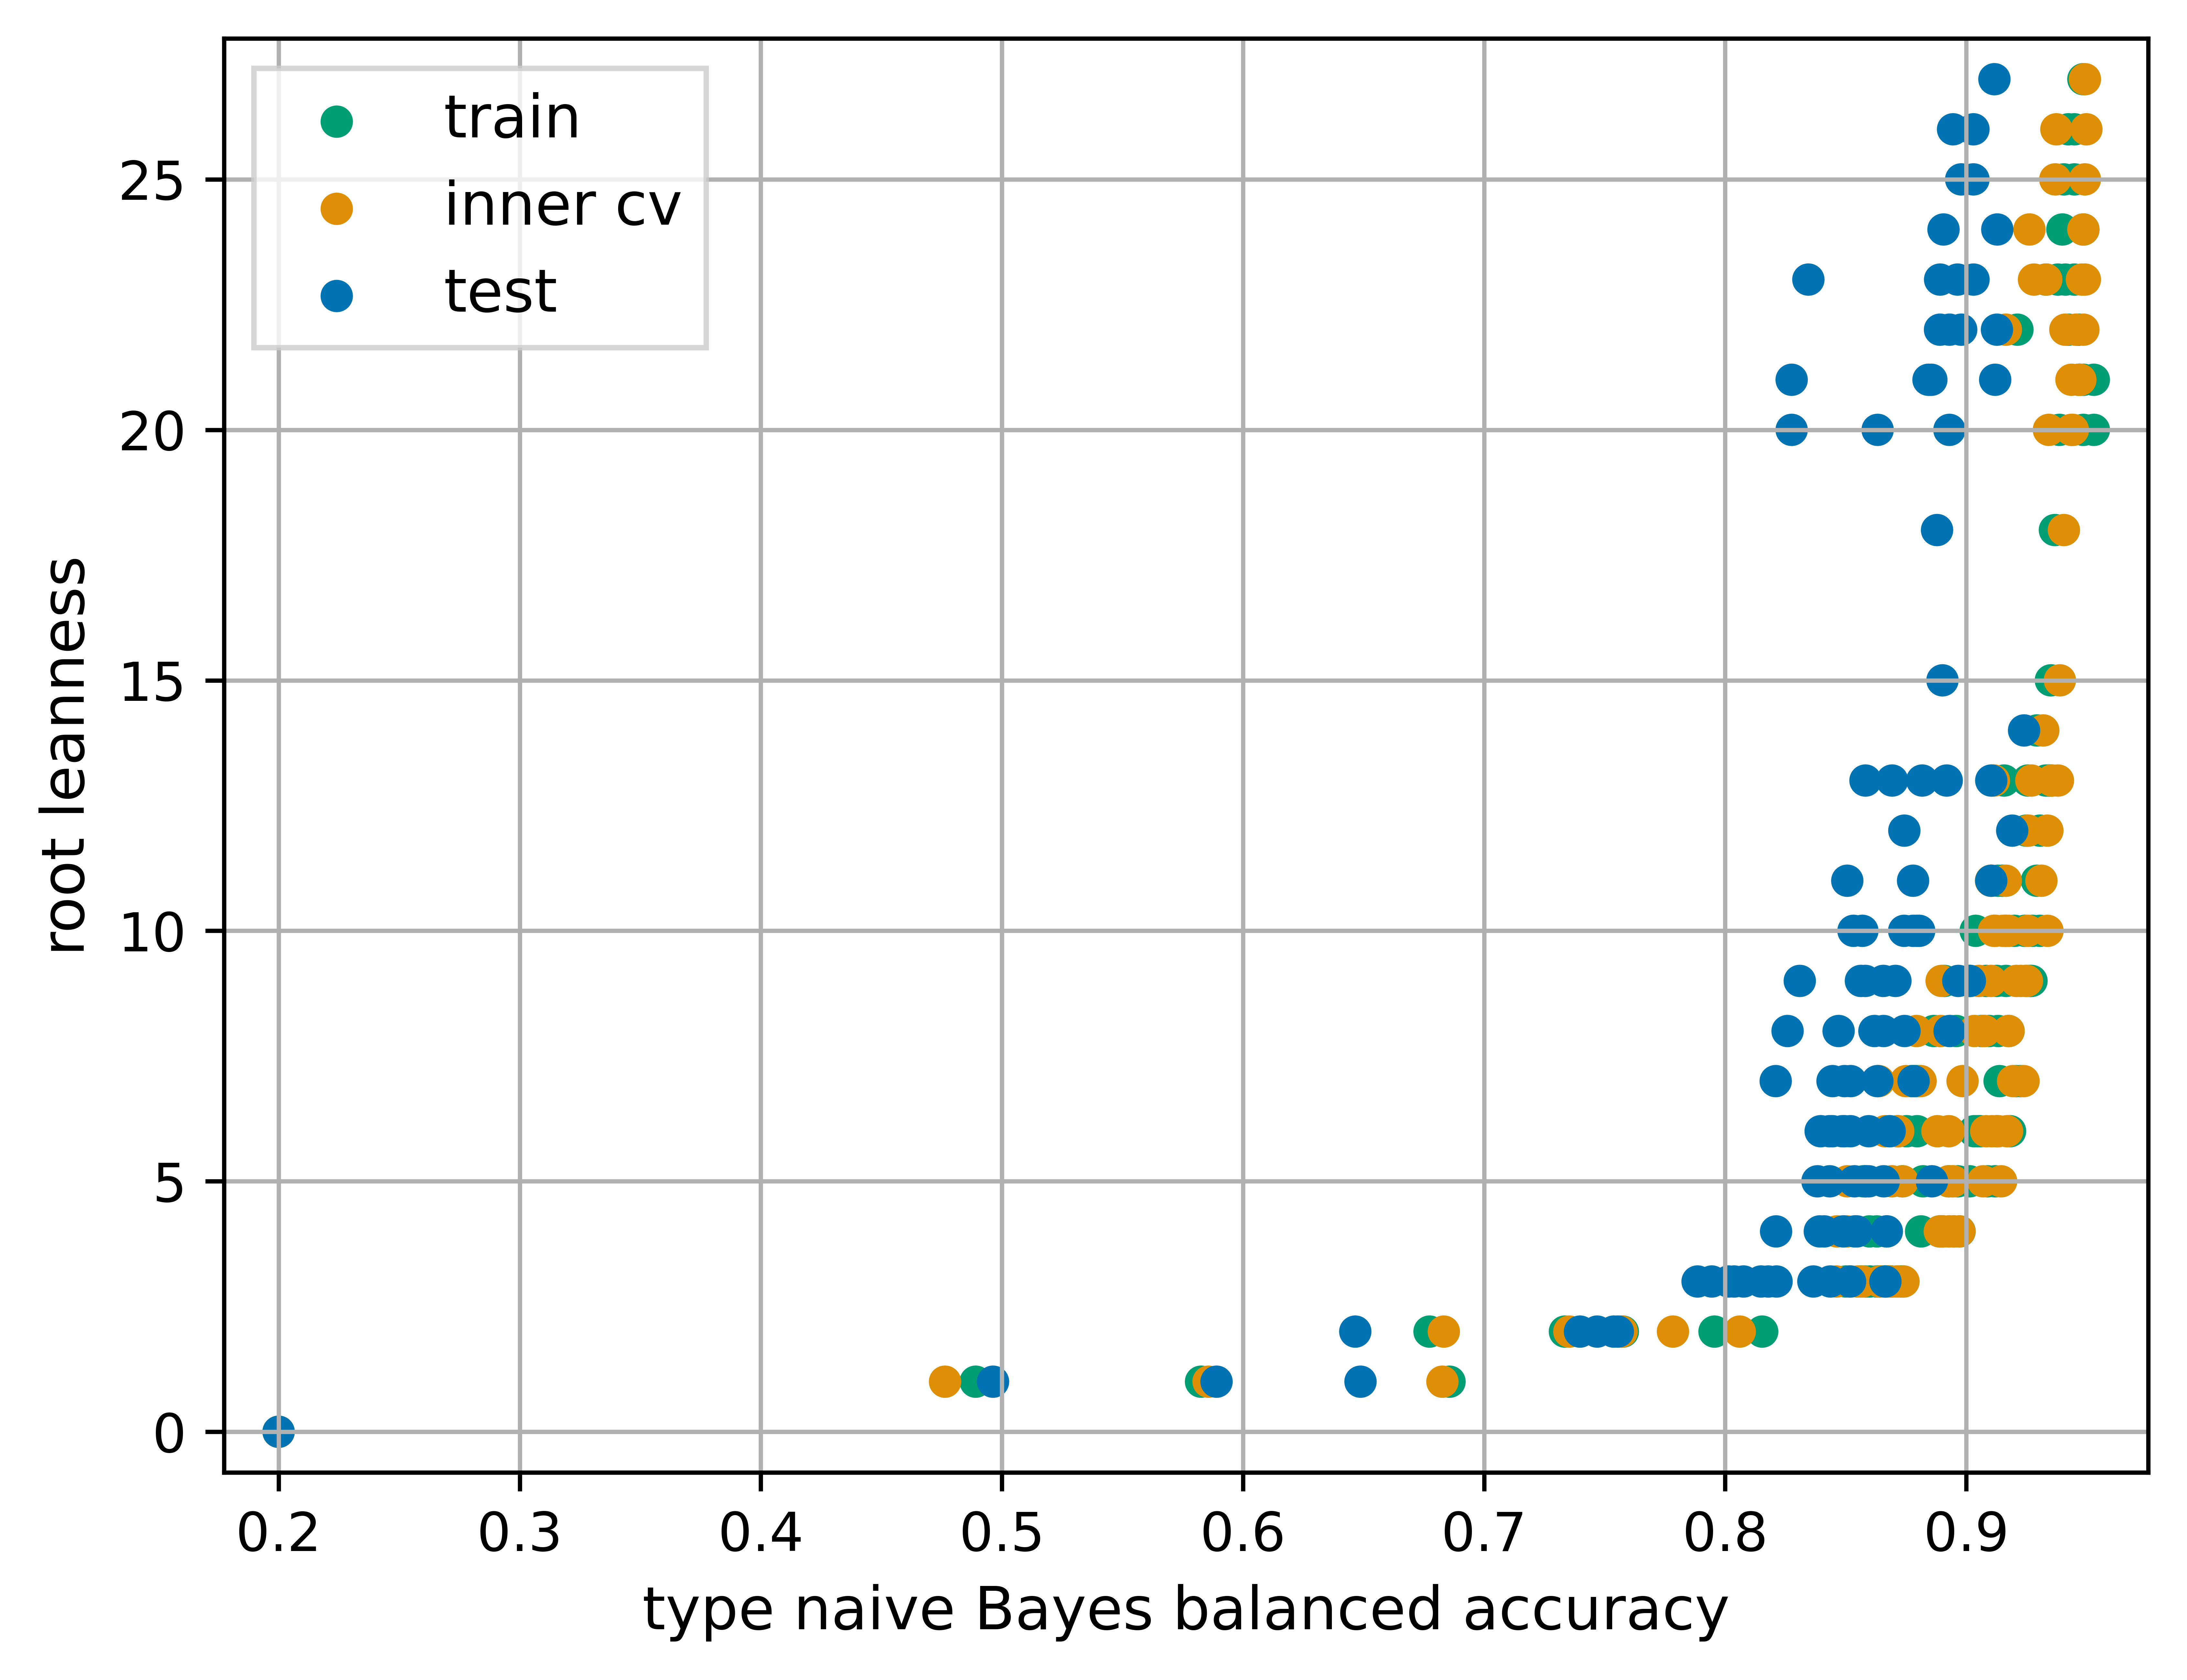 train
inner cv
test
root leanness
25
20
15
10
5
0
0.2 0.3 0.4 0.5 0.6 0.7 0.8 0.9
type naive Bayes balanced accuracy